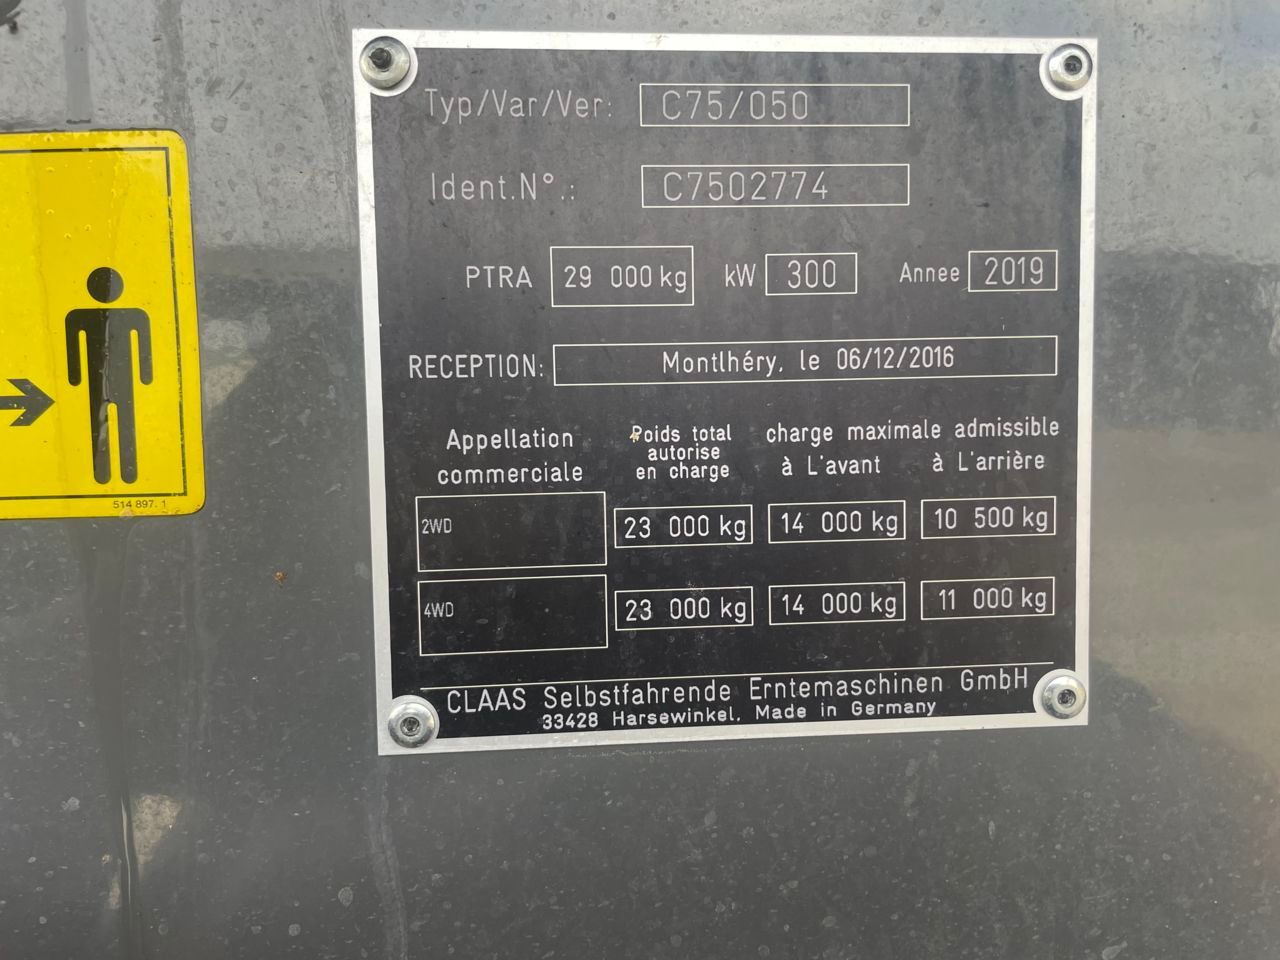 Typ/Var/Ver: C75/050
Ident.N°.: C7502774
PTRA 29 000 kg kW 300 Annee 2019
RECEPTION: Montlhéry, le 06/12/2016
Appellation commerciale Poids total autorise en charge charge maximale admissible à L'avant à L'arrière
2WD 23 000 kg 14 000 kg 10 500 kg
4WD 23 000 kg 14 000 kg 11 000 kg
CLAAS Selbstfahrende Erntemaschinen GmbH
33428 Harsewinkel. Made in Germany
514 897. 1